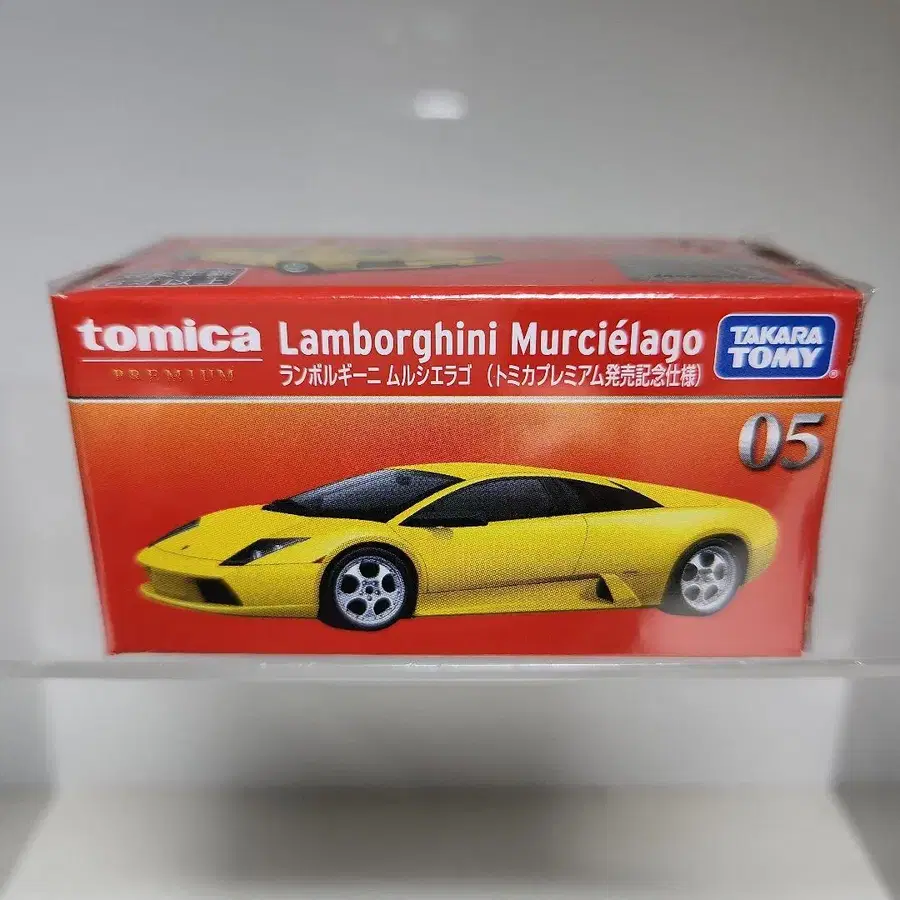 tomica
PREMIUM
Lamborghini Murciélago
ランボルギーニ ムルシエラゴ (トミカプレミアム発売記念仕様)
TAKARA
TOMY
®
05